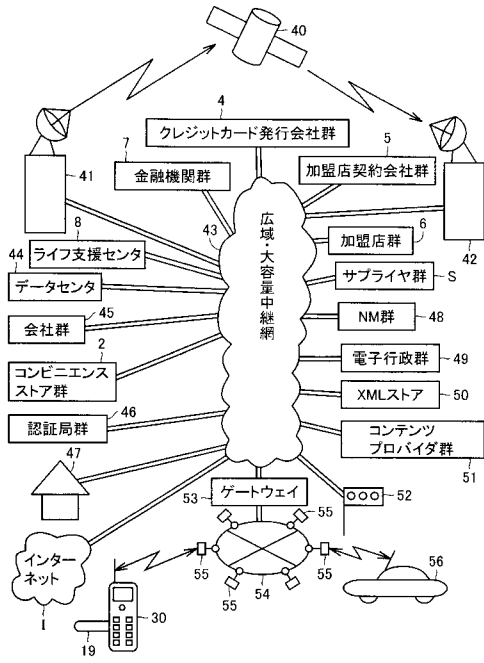 40
4
クレジットカード発行会社群
7
金融機関群
5
加盟店契約会社群
41
43
広域・大容量中継網
6
加盟店群
42
8
ライフ支援センタ
44
データセンタ
サプライヤ群
S
45
会社群
NM群
48
2
コンビニエンス
ストア群
電子行政群
49
XMLストア
50
46
認証局群
コンテンツ
プロバイダ群
51
47
53
ゲートウェイ
52
55
インター
ネット
I
55
55
56
55
54
30
19